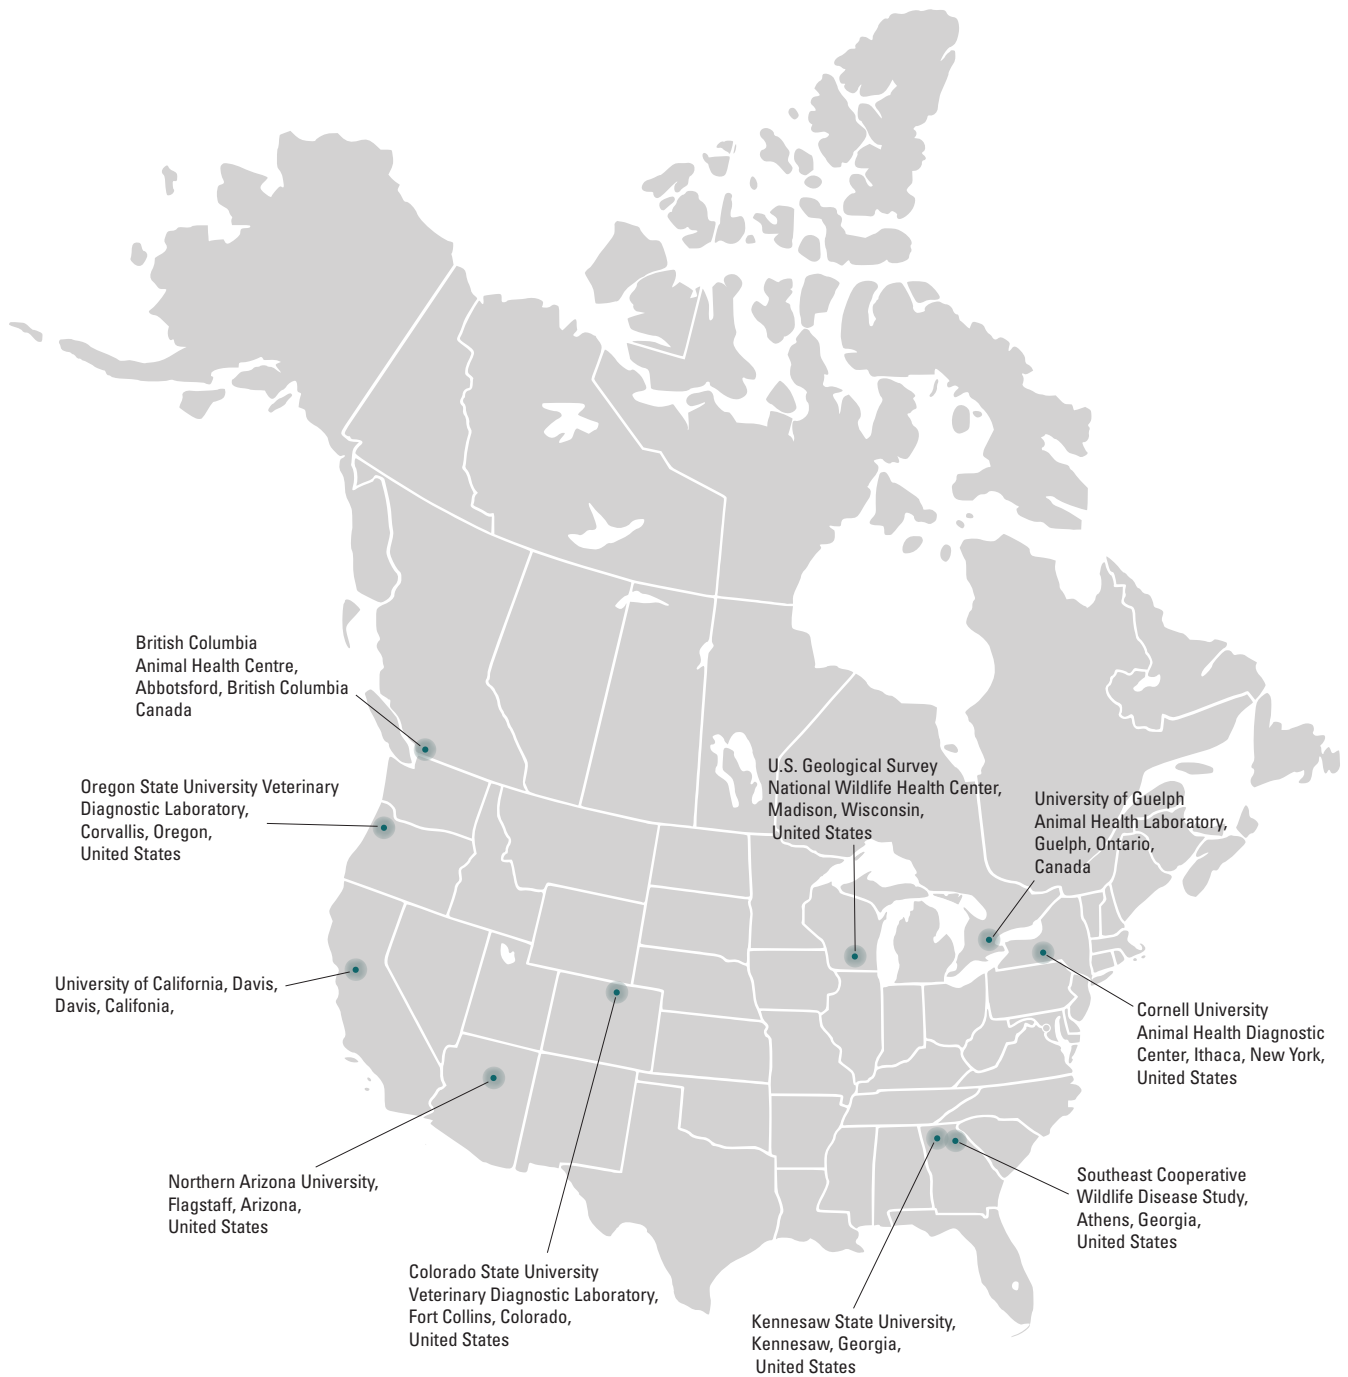 British Columbia
Animal Health Centre,
Abbotsford, British Columbia
Canada
Oregon State University Veterinary
Diagnostic Laboratory,
Corvallis, Oregon,
United States
U.S. Geological Survey
National Wildlife Health Center,
Madison, Wisconsin,
United States
University of Guelph
Animal Health Laboratory,
Guelph, Ontario,
Canada
University of California, Davis,
Davis, Califonia,
Cornell University
Animal Health Diagnostic
Center, Ithaca, New York,
United States
Northern Arizona University,
Flagstaff, Arizona,
United States
Southeast Cooperative
Wildlife Disease Study,
Athens, Georgia,
United States
Colorado State University
Veterinary Diagnostic Laboratory,
Fort Collins, Colorado,
United States
Kennesaw State University,
Kennesaw, Georgia,
United States